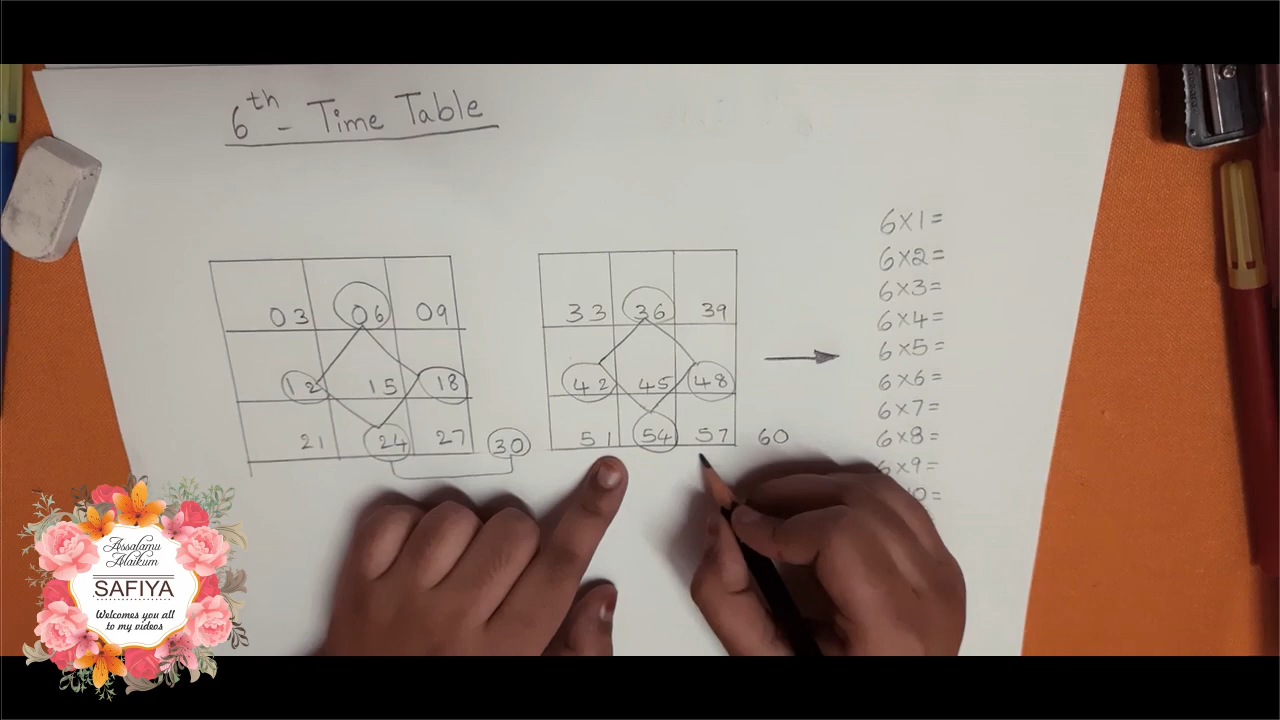 6th - Time Table
03 06 09
12 15 18
21 24 27 30
33 36 39
42 45 48
51 54 57 60
6x1=
6x2=
6x3=
6x4=
6x5=
6x6=
6x7=
6x8=
6x9=
0=
Assalamu
Alaikum
SAFIYA
Welcomes you all
to my videos